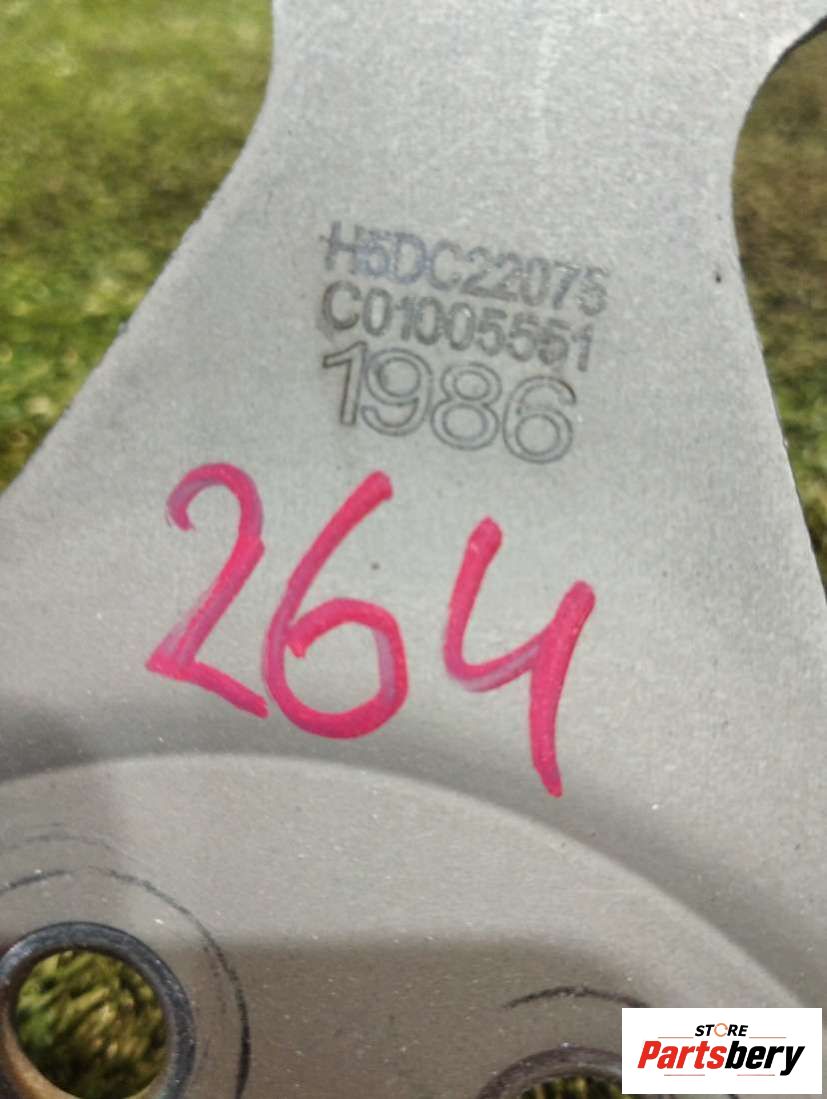 H5DC22075
C01005551
1986
264
STORE
Partsbery